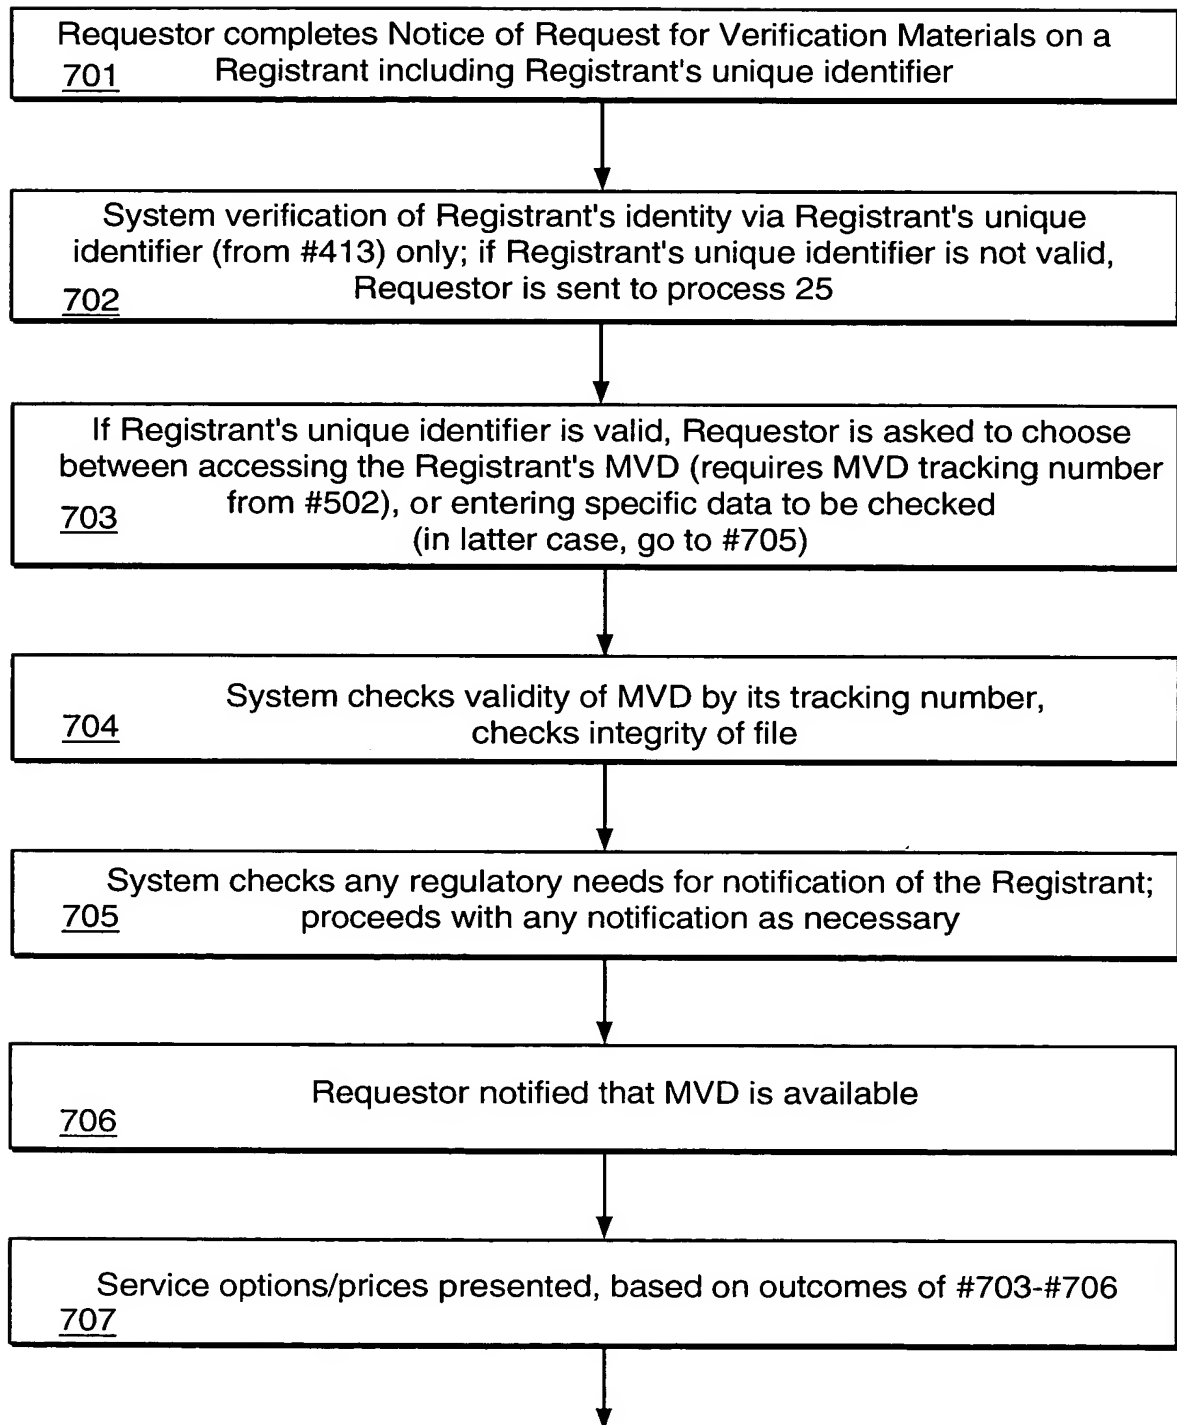 Requestor completes Notice of Request for Verification Materials on a
Registrant including Registrant's unique identifier
701
System verification of Registrant's identity via Registrant's unique
identifier (from #413) only; if Registrant's unique identifier is not valid,
Requestor is sent to process 25
702
If Registrant's unique identifier is valid, Requestor is asked to choose
between accessing the Registrant's MVD (requires MVD tracking number
from #502), or entering specific data to be checked
703
(in latter case, go to #705)
System checks validity of MVD by its tracking number,
704
checks integrity of file
System checks any regulatory needs for notification of the Registrant;
705
proceeds with any notification as necessary
Requestor notified that MVD is available
706
Service options/prices presented, based on outcomes of #703-#706
707